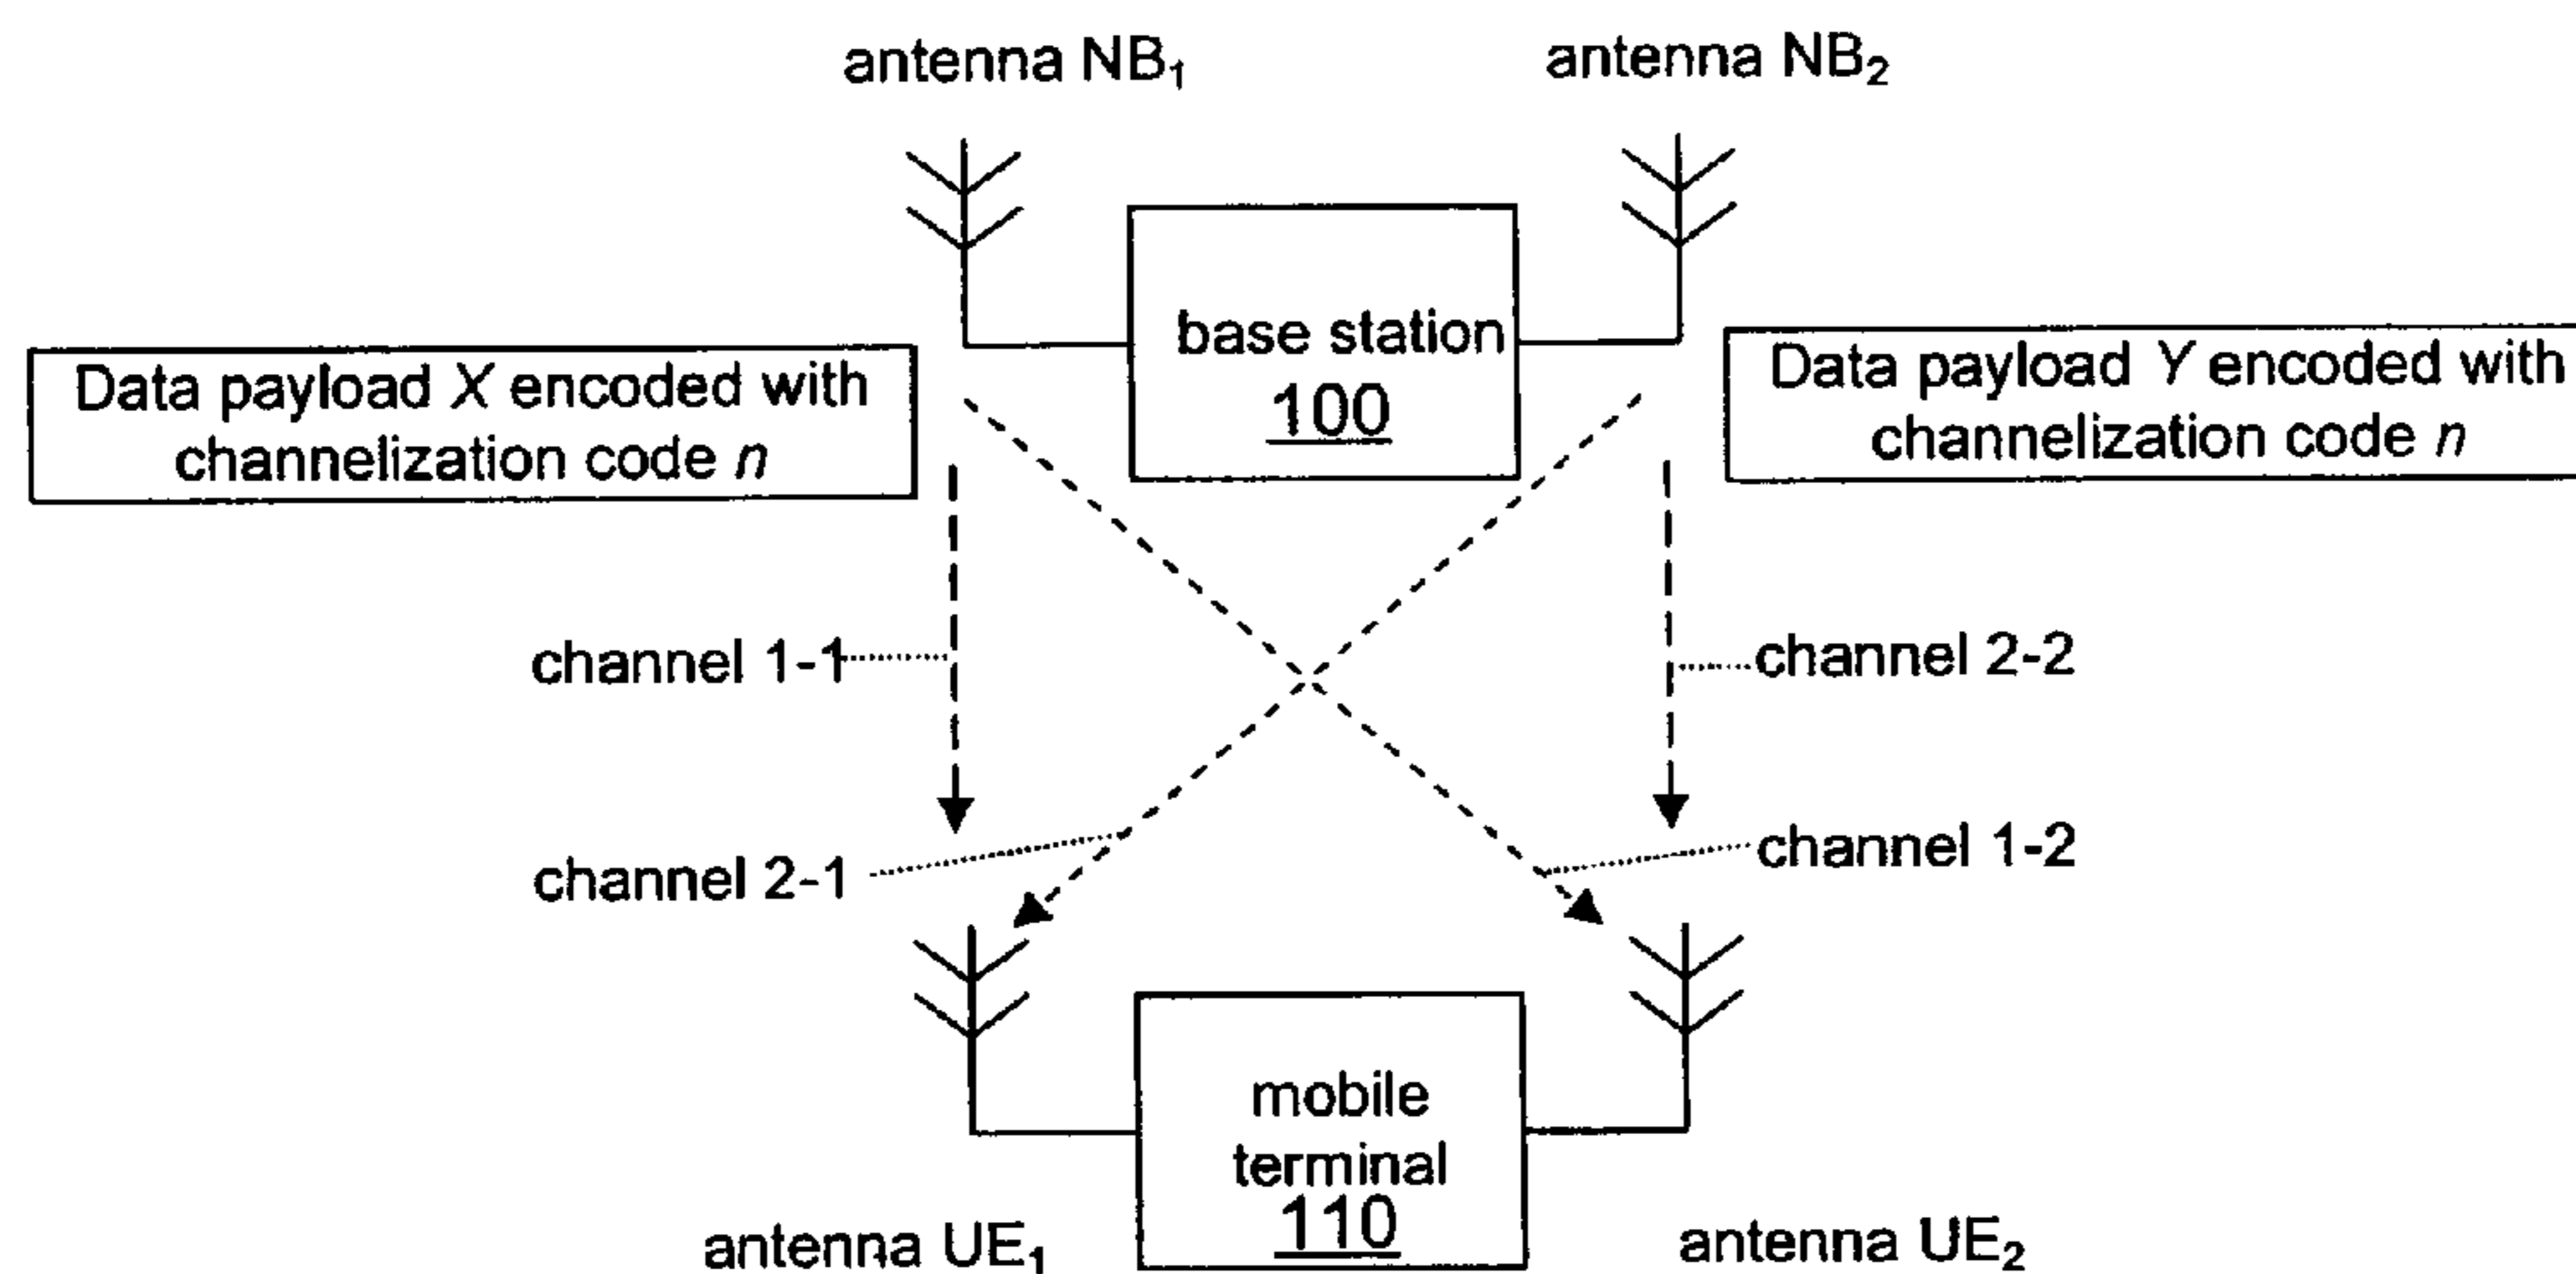 antenna NB₁
antenna NB₂
base station
100
Data payload X encoded with
channelization code n
Data payload Y encoded with
channelization code n
channel 1-1
channel 2-2
channel 2-1
channel 1-2
mobile
terminal
110
antenna UE₁
antenna UE₂